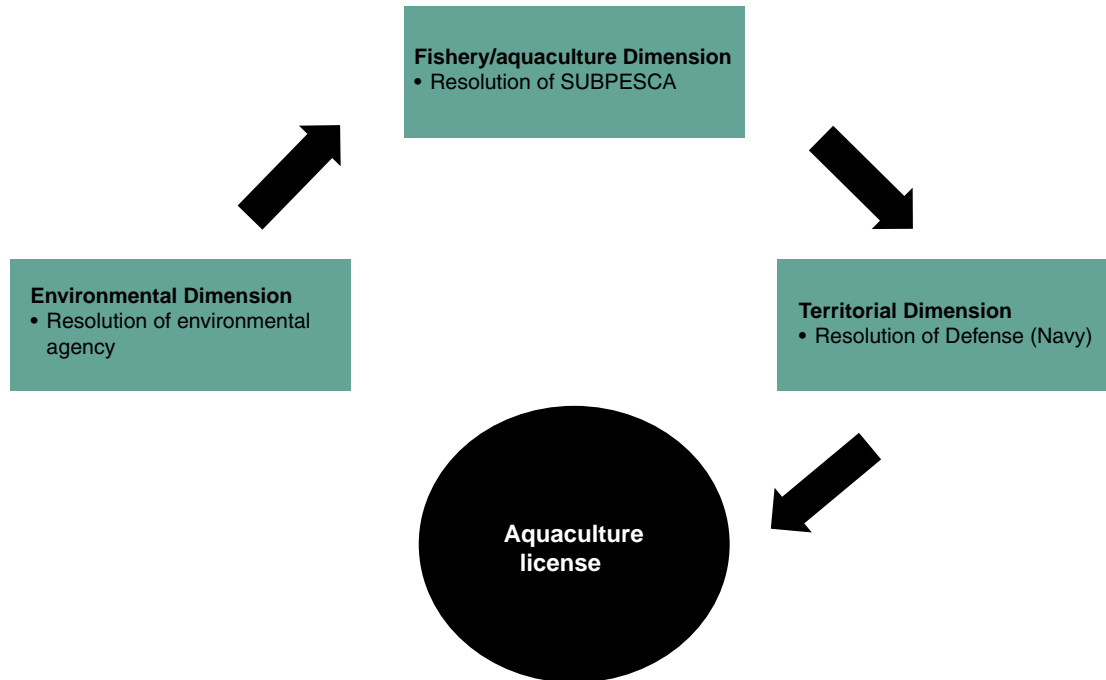 Fishery/aquaculture Dimension
• Resolution of SUBPESCA
Environmental Dimension
• Resolution of environmental
agency
Territorial Dimension
• Resolution of Defense (Navy)
Aquaculture
license